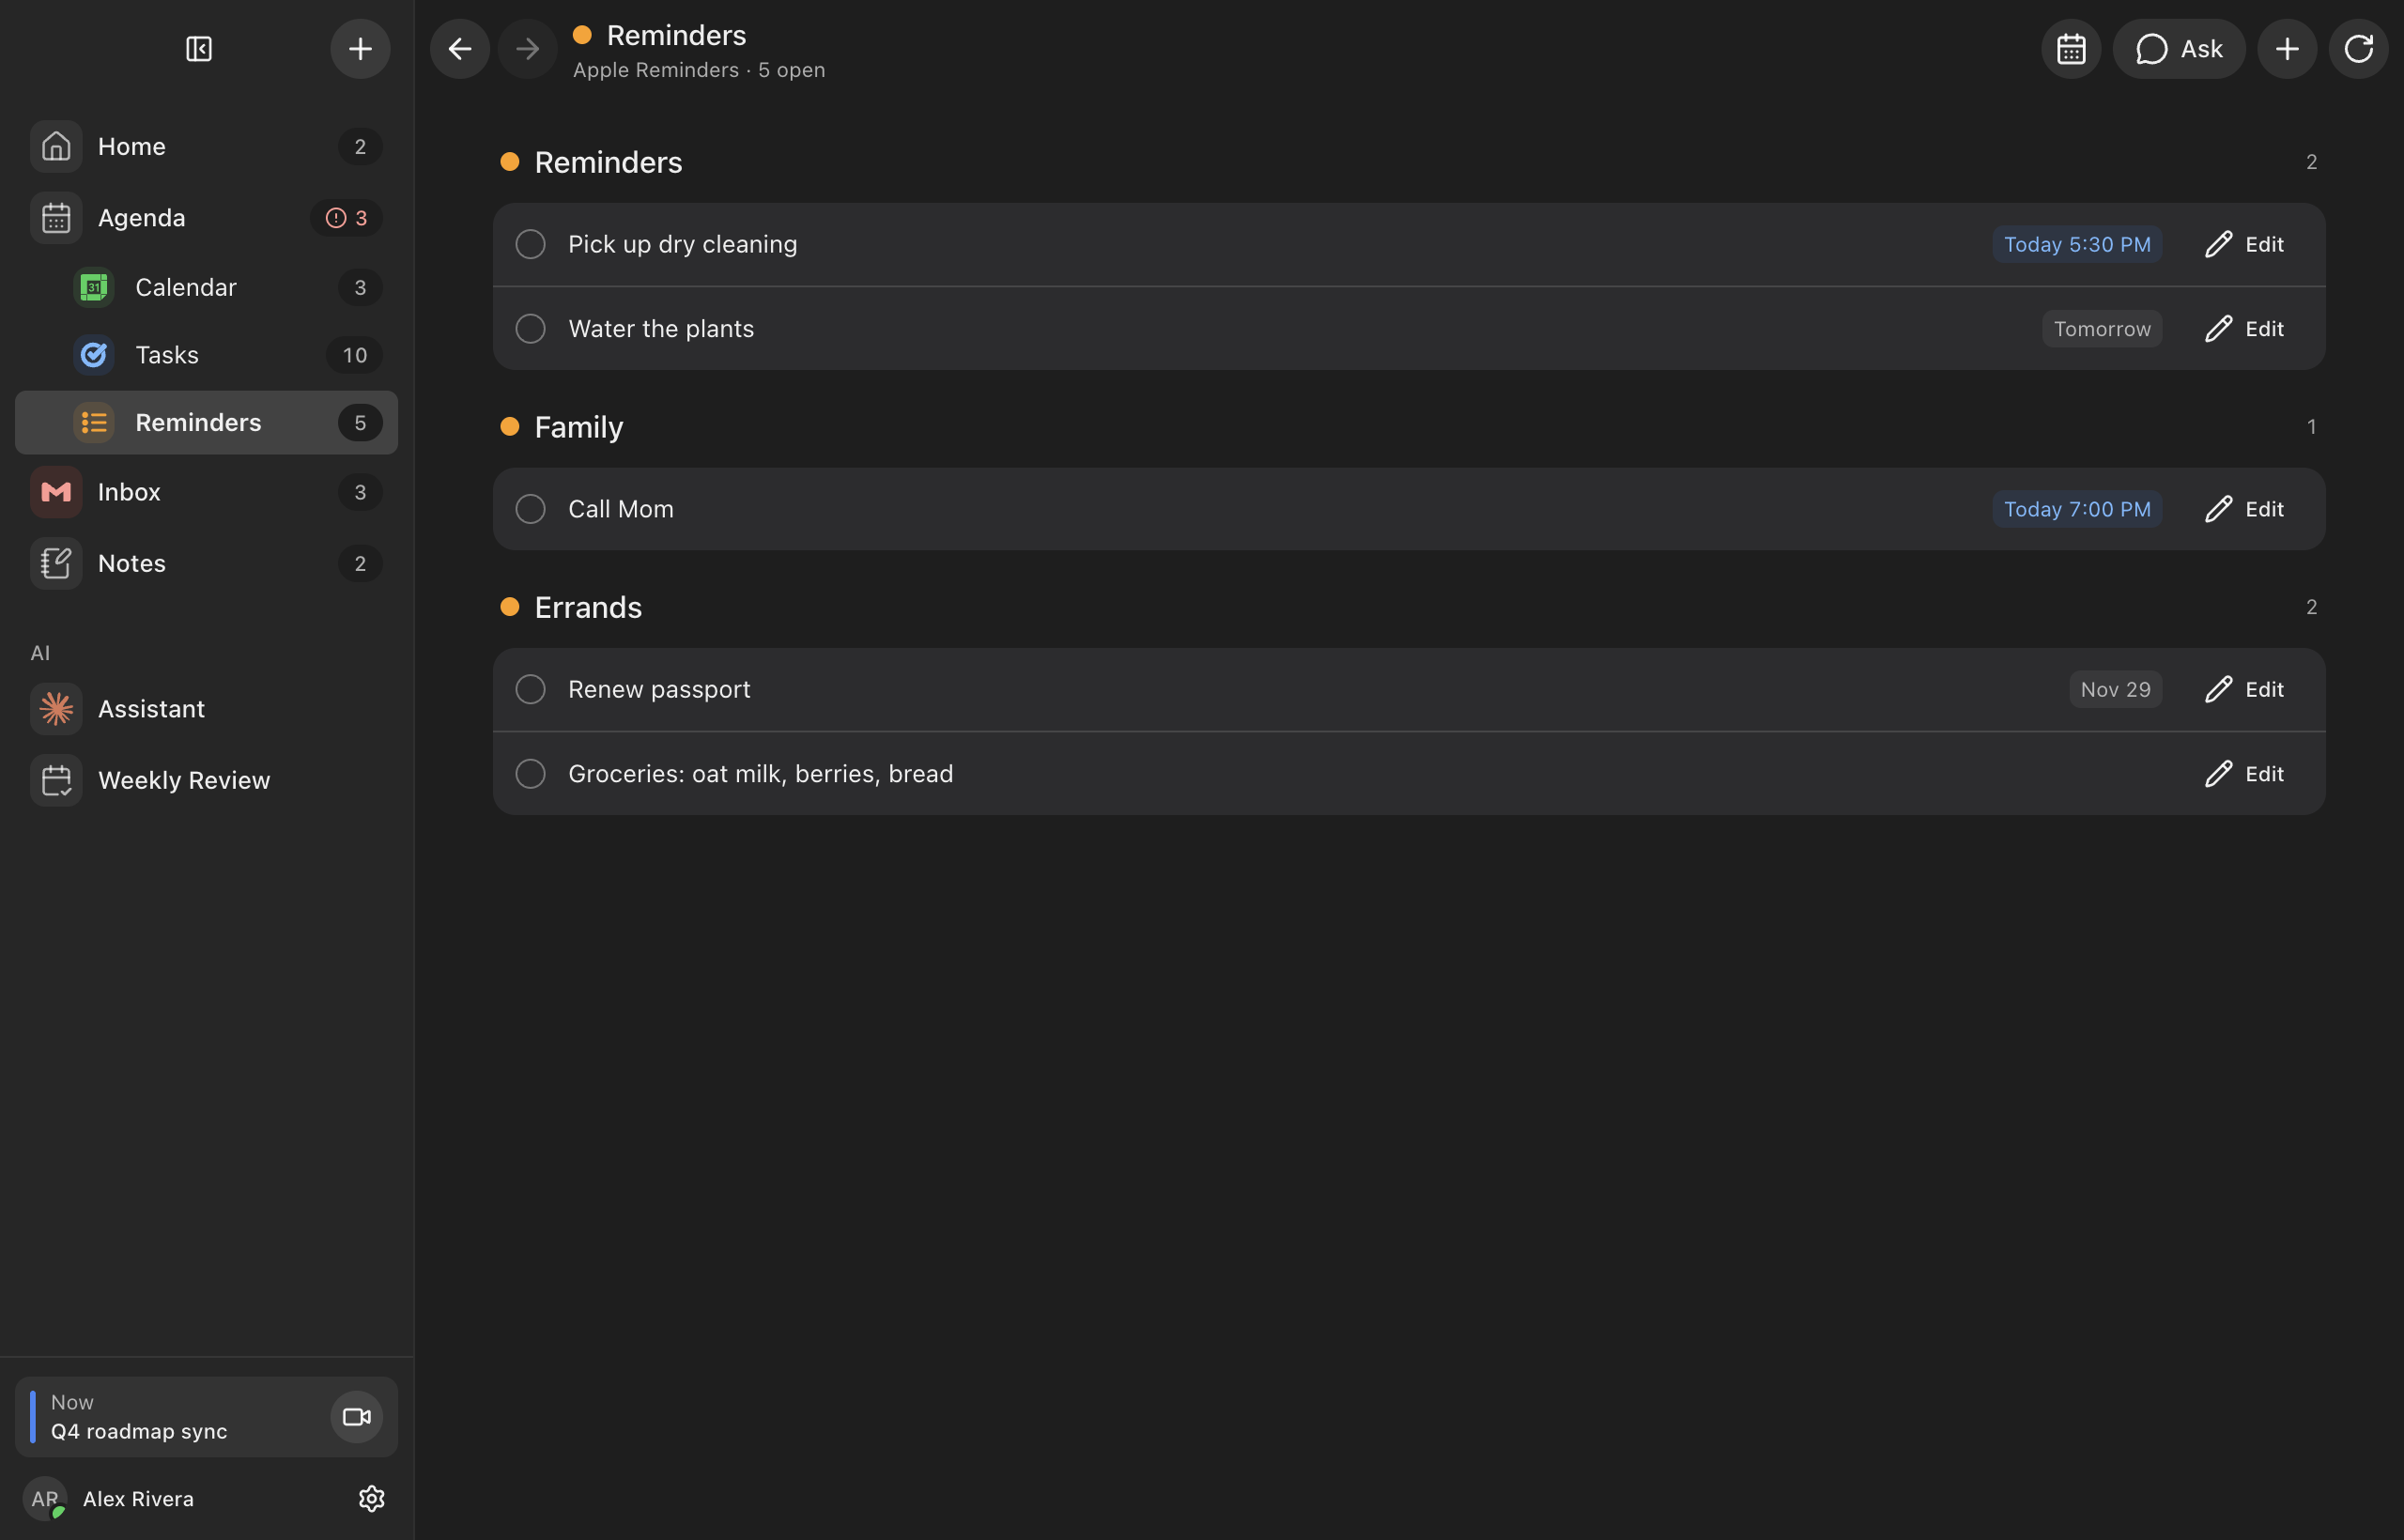 Home 2
Agenda 3
31 Calendar 3
Tasks 10
Reminders 5
Inbox 3
Notes 2
AI
Assistant
Weekly Review
Now
Q4 roadmap sync
AR Alex Rivera
Reminders
Apple Reminders · 5 open
Ask
Reminders 2
Pick up dry cleaning Today 5:30 PM Edit
Water the plants Tomorrow Edit
Family 1
Call Mom Today 7:00 PM Edit
Errands 2
Renew passport Nov 29 Edit
Groceries: oat milk, berries, bread Edit